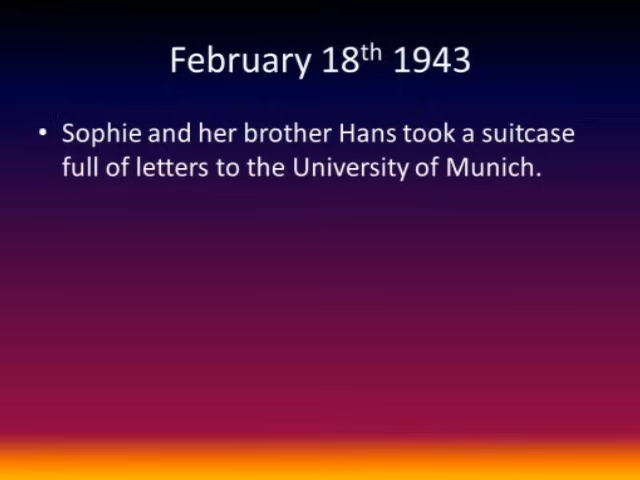 February 18th 1943
• Sophie and her brother Hans took a suitcase
full of letters to the University of Munich.